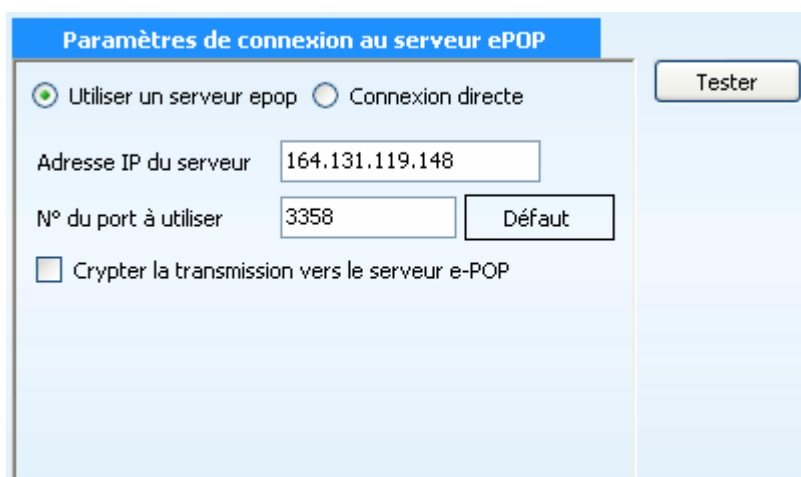 Paramètres de connexion au serveur ePOP
Tester
Utiliser un serveur epop Connexion directe
Adresse IP du serveur 164.131.119.148
N° du port à utiliser 3358 Défaut
Crypter la transmission vers le serveur e-POP